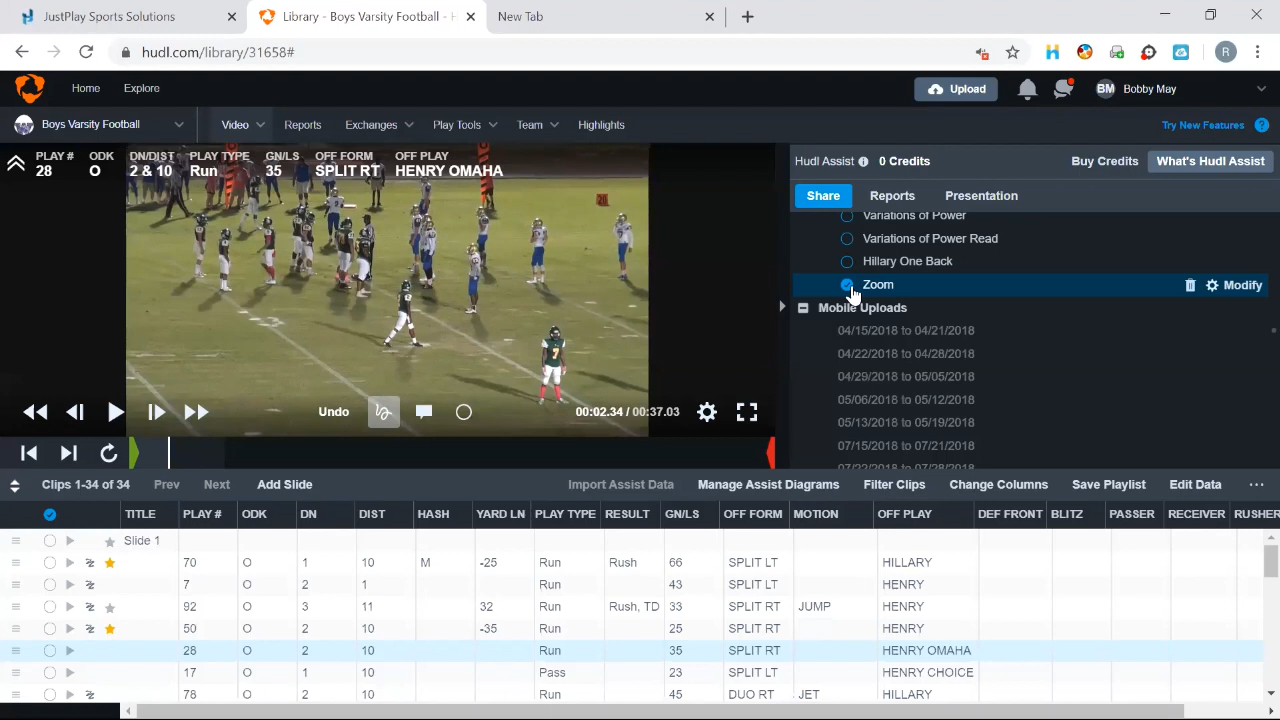 JustPlay Sports Solutions
Library - Boys Varsity Football - H
New Tab
hudl.com/library/31658#
R
Home
Explore
Upload
BM
Bobby May
Boys Varsity Football
Video
Reports
Exchanges
Play Tools
Team
Highlights
Try New Features
PLAY # ODK DN/DIST PLAY TYPE GN/LS OFF FORM OFF PLAY
28 O 2 & 10 Run 35 SPLIT RT HENRY OMAHA
20
7
Hudl Assist
0 Credits
Buy Credits
What's Hudl Assist
Share
Reports
Presentation
Variations of Power
Variations of Power Read
Hillary One Back
Zoom
Modify
Mobile Uploads
04/15/2018 to 04/21/2018
04/22/2018 to 04/28/2018
04/29/2018 to 05/05/2018
05/06/2018 to 05/12/2018
05/13/2018 to 05/19/2018
07/15/2018 to 07/21/2018
07/22/2018 to 07/28/2018
Undo
00:02.34 / 00:37.03
Clips 1-34 of 34
Prev
Next
Add Slide
Import Assist Data
Manage Assist Diagrams
Filter Clips
Change Columns
Save Playlist
Edit Data
TITLE PLAY # ODK DN DIST HASH YARD LN PLAY TYPE RESULT GN/LS OFF FORM MOTION OFF PLAY DEF FRONT BLITZ PASSER RECEIVER RUSHER
Slide 1
70 O 1 10 M -25 Run Rush 66 SPLIT LT HILLARY
7 O 2 1 Run 43 SPLIT LT HENRY
92 O 3 11 32 Run Rush, TD 33 SPLIT RT JUMP HENRY
50 O 2 10 -35 Run 25 SPLIT RT HENRY
28 O 2 10 Run 35 SPLIT RT HENRY OMAHA
17 O 1 10 Pass 23 SPLIT RT HENRY CHOICE
78 O 2 10 Run 45 DUO RT JET HILLARY